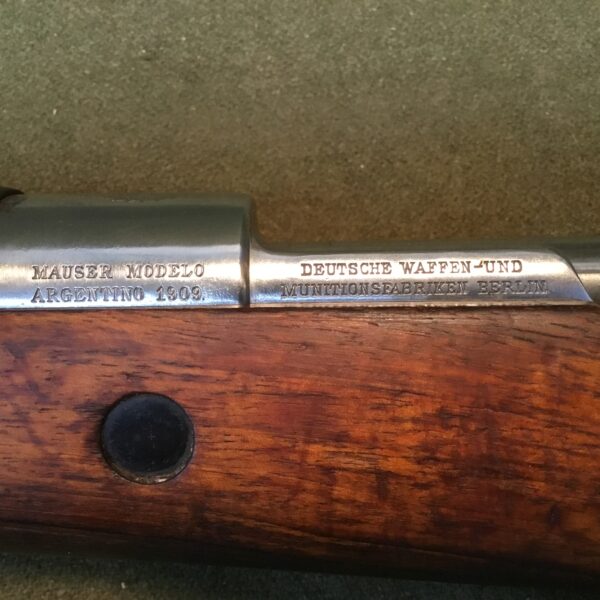 MAUSER MODELO
ARGENTINO 1909.
DEUTSCHE WAFFEN-UND
MUNITIONSFABRIKEN BERLIN.